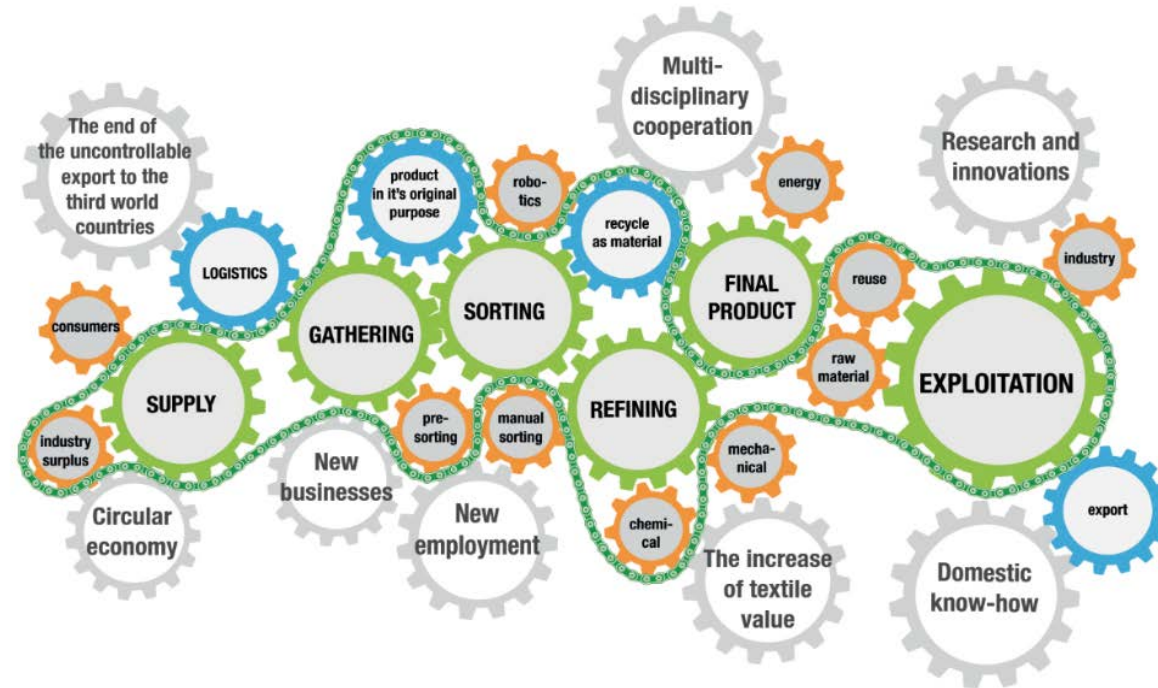 The end of
the uncontrollable
export to the
third world
countries
LOGISTICS
consumers
SUPPLY
industry
surplus
Circular
economy
product
in it's original
purpose
GATHERING
New
businesses
robo-
tics
SORTING
pre-
sorting
manual
sorting
New
employment
recycle
as material
REFINING
chemi-
cal
mecha-
nical
The increase
of textile
value
Multi-
disciplinary
cooperation
energy
FINAL
PRODUCT
reuse
raw
material
Research and
innovations
industry
EXPLOITATION
export
Domestic
know-how